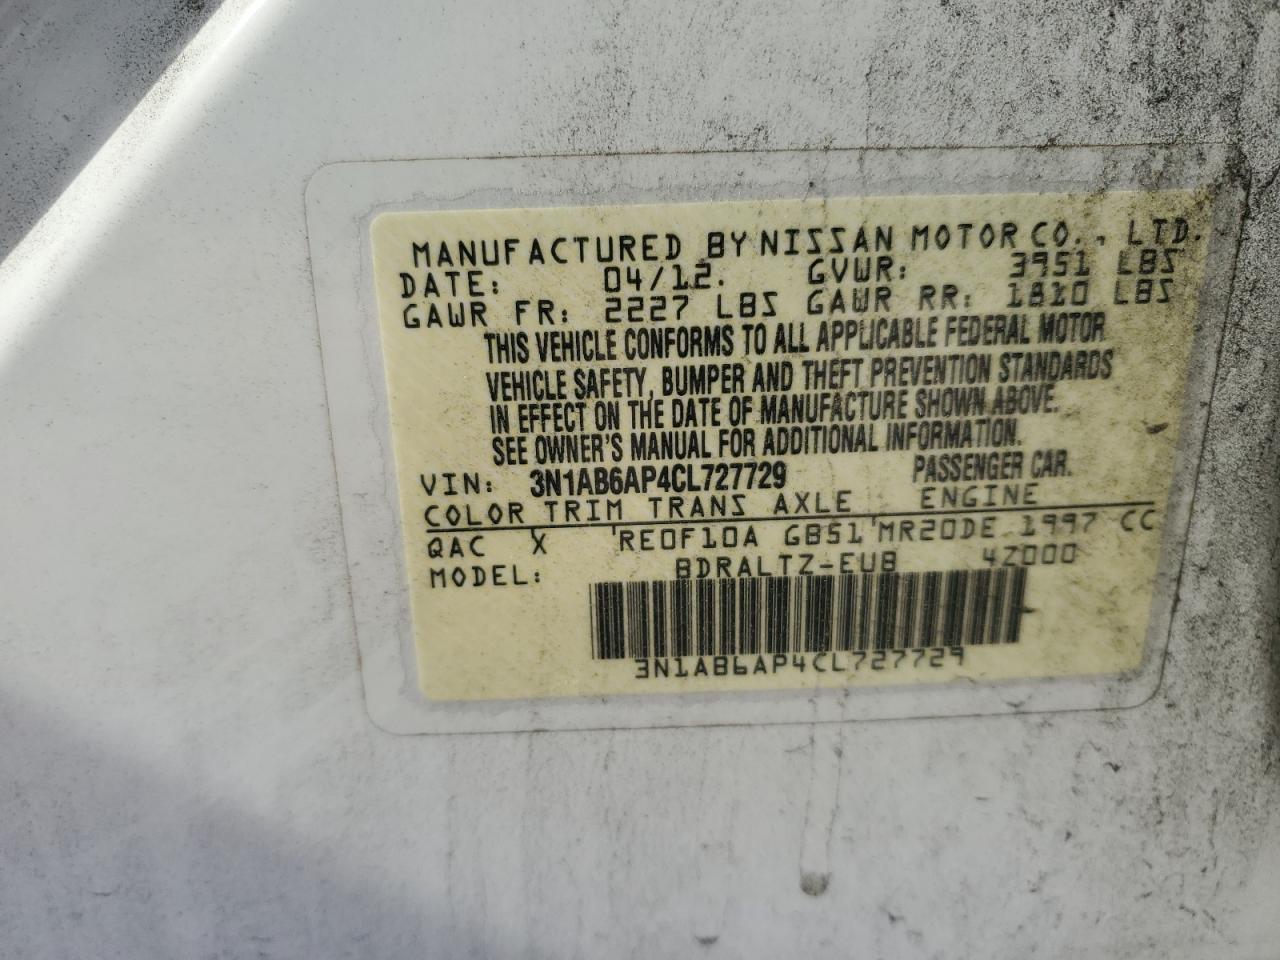 MANUFACTURED BY NISSAN MOTOR CO., LTD.
DATE: 04/12. GVWR: 3951 LBS
GAWR FR: 2227 LBS GAWR RR: 1810 LBS
THIS VEHICLE CONFORMS TO ALL APPLICABLE FEDERAL MOTOR
VEHICLE SAFETY, BUMPER AND THEFT PREVENTION STANDARDS
IN EFFECT ON THE DATE OF MANUFACTURE SHOWN ABOVE.
SEE OWNER'S MANUAL FOR ADDITIONAL INFORMATION.
VIN: 3N1AB6AP4CL727729 PASSENGER CAR.
COLOR TRIM TRANS AXLE ENGINE
QAC X 'RE0F10A GB51'MR20DE 1997 CC
MODEL: BDRALTZ-EUB 4Z000
3N1AB6AP4CL727729